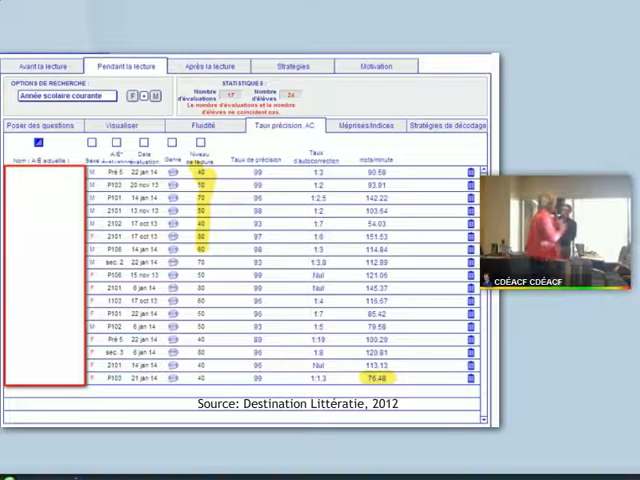 Avant la lecture Pendant la lecture Après la lecture Stratégies Motivation
OPTIONS DE RECHERCHE : STATISTIQUES :
Année scolaire courante F + M Nombre d'évaluations 17 Nombre d'élèves 24
Le nombre d'évaluations et le nombre d'élèves ne coïncident pas.
Poser des questions Visualiser Fluidité Taux précision, AC Méprises/Indices Stratégies de décodage
Nom : A/É actuelle : Sexe A/É* évaluation Date évaluation Genre Niveau de lecture Taux de précision Taux d'autocorrection mots/minute
M Pré 5 22 jan 14 40 99 1:3 90.58
M P103 20 nov 13 50 99 1:2 93.91
M P101 14 jan 14 70 96 1:2,5 142.22
M 2101 13 nov 13 50 98 1:2 103.64
M 2102 17 oct 13 40 93 1:7 54.03
F 2101 17 oct 13 80 97 1:6 151.53
M P106 14 jan 14 60 98 1:3 114.84
M sec. 2 22 jan 14 70 93 1:3,8 112.99
F P106 15 nov 13 50 99 Nul 121.06
F 2101 6 jan 14 80 99 Nul 145.37
F 1103 17 oct 13 60 96 1:4 116.67
F P101 22 jan 14 50 96 1:7 85.42
M P102 6 jan 14 50 93 1:5 79.58
F Pré 5 22 jan 14 40 89 1:19 100.29
F sec. 3 6 jan 14 80 96 1:8 120.81
F 2101 14 jan 14 40 96 Nul 113.13
F P103 21 jan 14 40 99 1:1.3 76.48
Source: Destination Littératie, 2012
CDÉACF CDÉACF